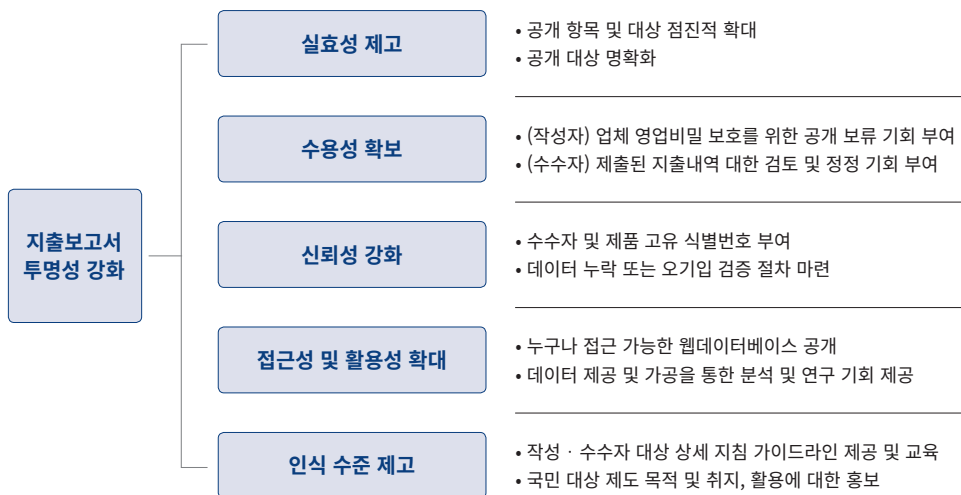 실효성 제고
• 공개 항목 및 대상 점진적 확대
• 공개 대상 명확화
수용성 확보
• (작성자) 업체 영업비밀 보호를 위한 공개 보류 기회 부여
• (수수자) 제출된 지출내역 대한 검토 및 정정 기회 부여
지출보고서
투명성 강화
신뢰성 강화
• 수수자 및 제품 고유 식별번호 부여
• 데이터 누락 또는 오기입 검증 절차 마련
접근성 및 활용성 확대
• 누구나 접근 가능한 웹데이터베이스 공개
• 데이터 제공 및 가공을 통한 분석 및 연구 기회 제공
인식 수준 제고
• 작성 · 수수자 대상 상세 지침 가이드라인 제공 및 교육
• 국민 대상 제도 목적 및 취지, 활용에 대한 홍보